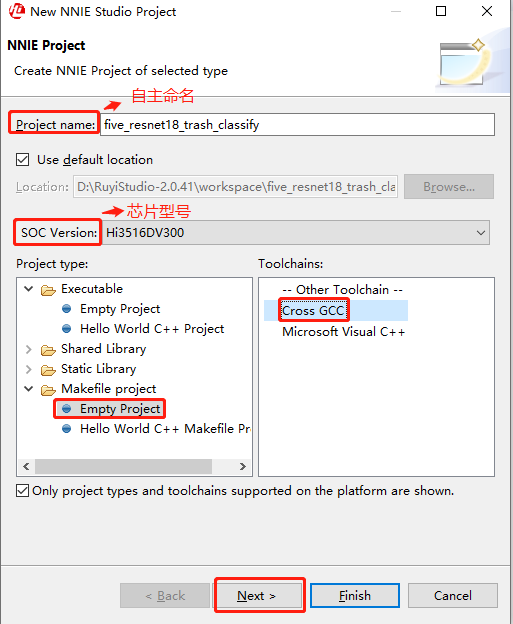 New NNIE Studio Project
NNIE Project
Create NNIE Project of selected type
自主命名
Project name: five_resnet18_trash_classify
Use default location
Location: D:\RuyiStudio-2.0.41\workspace\five_resnet18_trash_cla Browse...
芯片型号
SOC Version: Hi3516DV300
Project type: Toolchains:
Executable -- Other Toolchain --
Empty Project Cross GCC
Hello World C++ Project Microsoft Visual C++
Shared Library
Static Library
Makefile project
Empty Project
Hello World C++ Makefile Pr
Only project types and toolchains supported on the platform are shown.
< Back Next > Finish Cancel